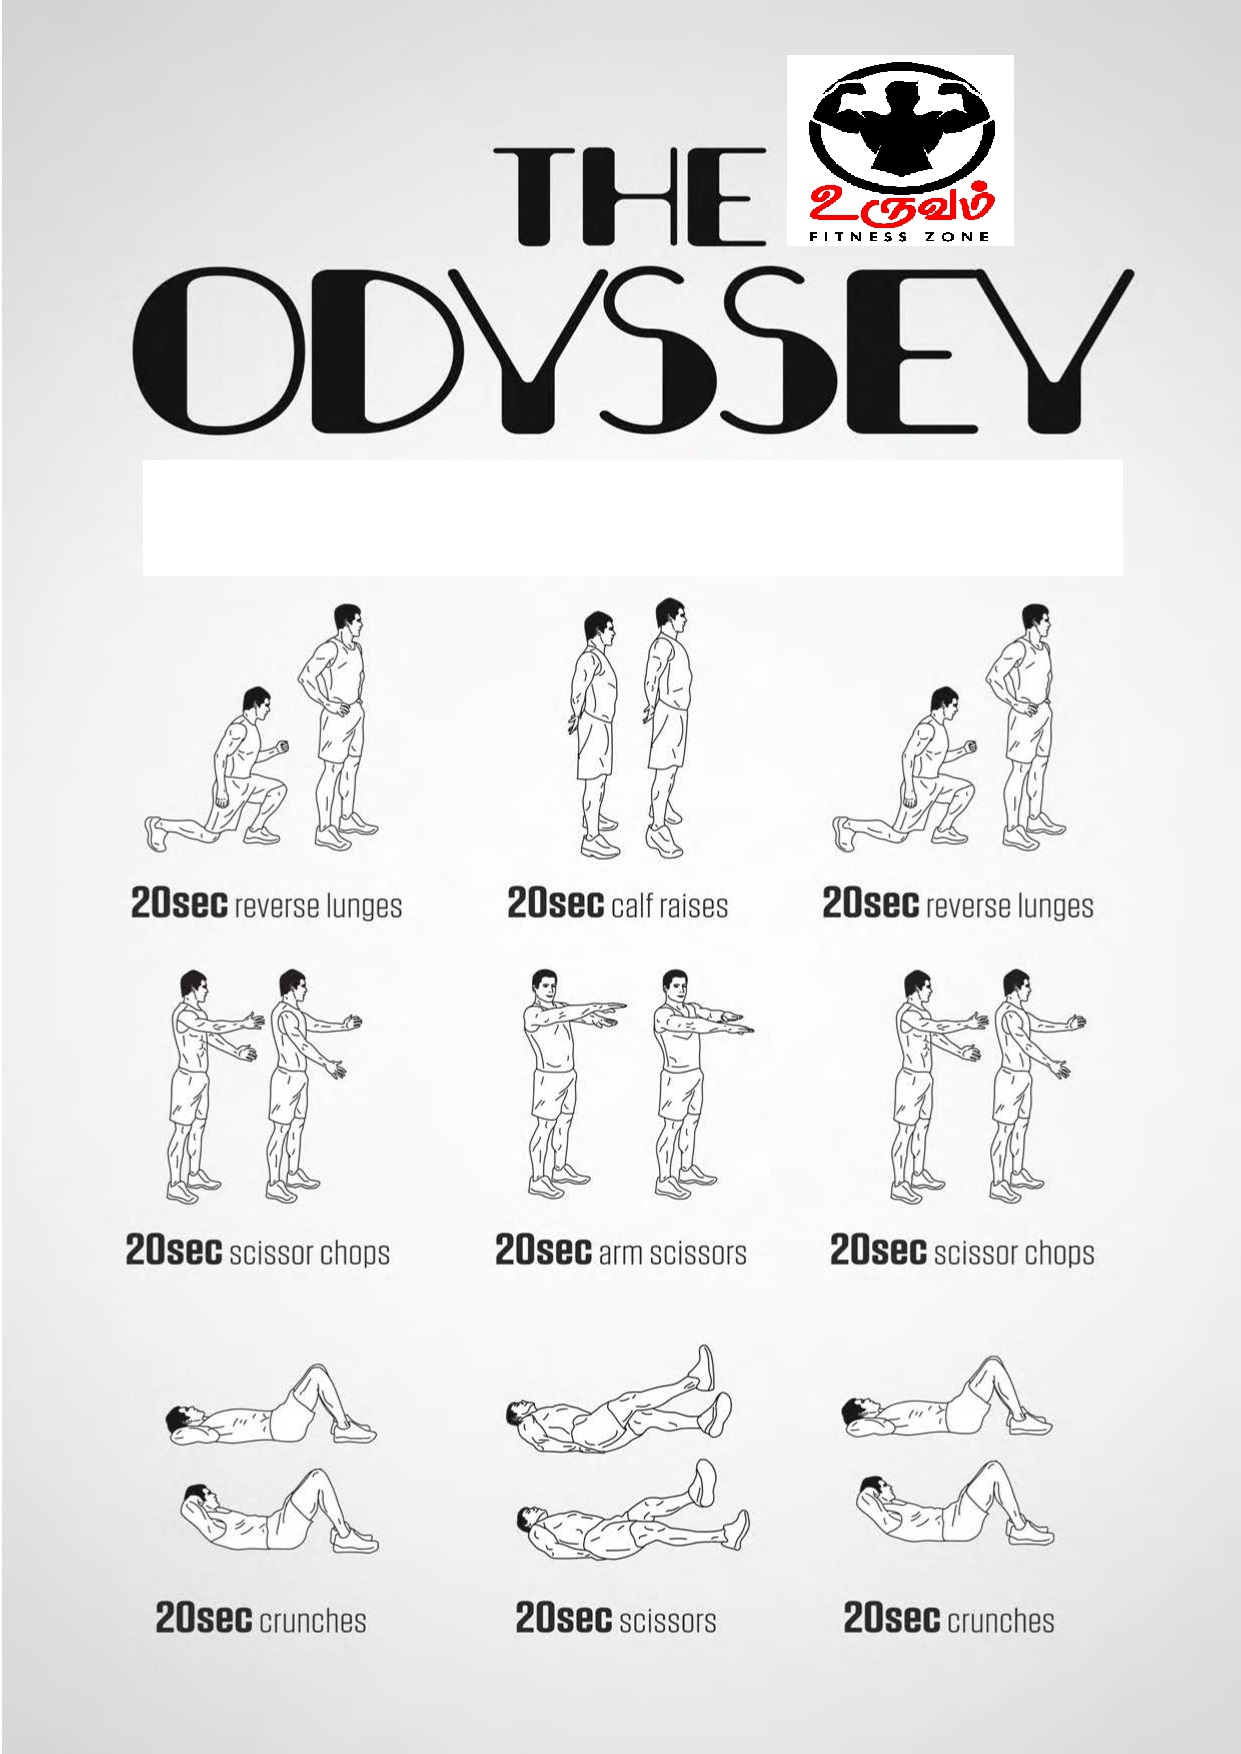 THE
உருவம்
FITNESS ZONE
ODYSSEY
20sec reverse lunges
20sec calf raises
20sec reverse lunges
20sec scissor chops
20sec arm scissors
20sec scissor chops
20sec crunches
20sec scissors
20sec crunches